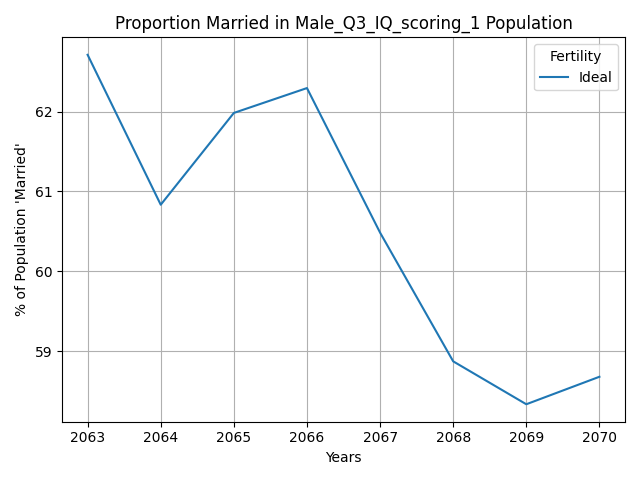 Proportion Married in Male_Q3_IQ_scoring_1 Population
Fertility
Ideal
% of Population 'Married'
62
61
60
59
2063 2064 2065 2066 2067 2068 2069 2070
Years